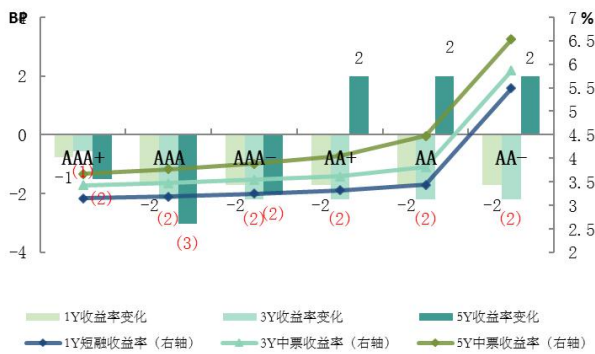 BP
%
4
2
0
−2
−4
7
6.5
6
5.5
5
4.5
4
3.5
3
2.5
2
2
2
2
AAA+
AAA
AAA-
AA+
AA
AA-
−1
(1)
(2)
−2
(2)
(3)
−2
(2)
(2)
−2
(2)
−2
(2)
−2
(2)
1Y收益率变化
3Y收益率变化
5Y收益率变化
1Y短融收益率（右轴）
3Y中票收益率（右轴）
5Y中票收益率（右轴）